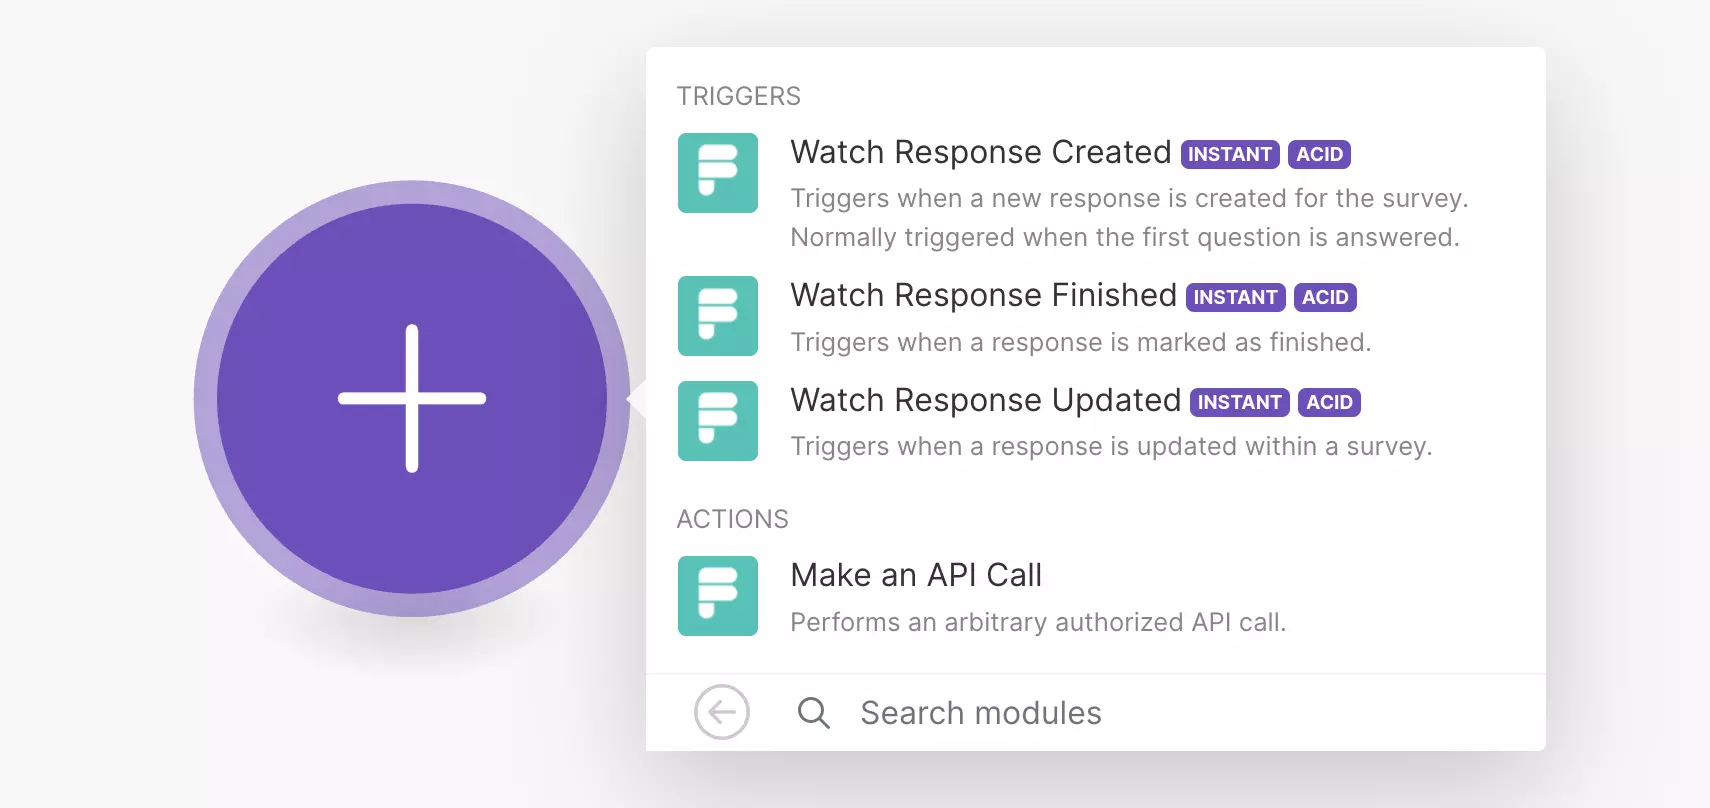 TRIGGERS
Watch Response Created INSTANT ACID
Triggers when a new response is created for the survey.
Normally triggered when the first question is answered.
Watch Response Finished INSTANT ACID
Triggers when a response is marked as finished.
Watch Response Updated INSTANT ACID
Triggers when a response is updated within a survey.
ACTIONS
Make an API Call
Performs an arbitrary authorized API call.
Search modules